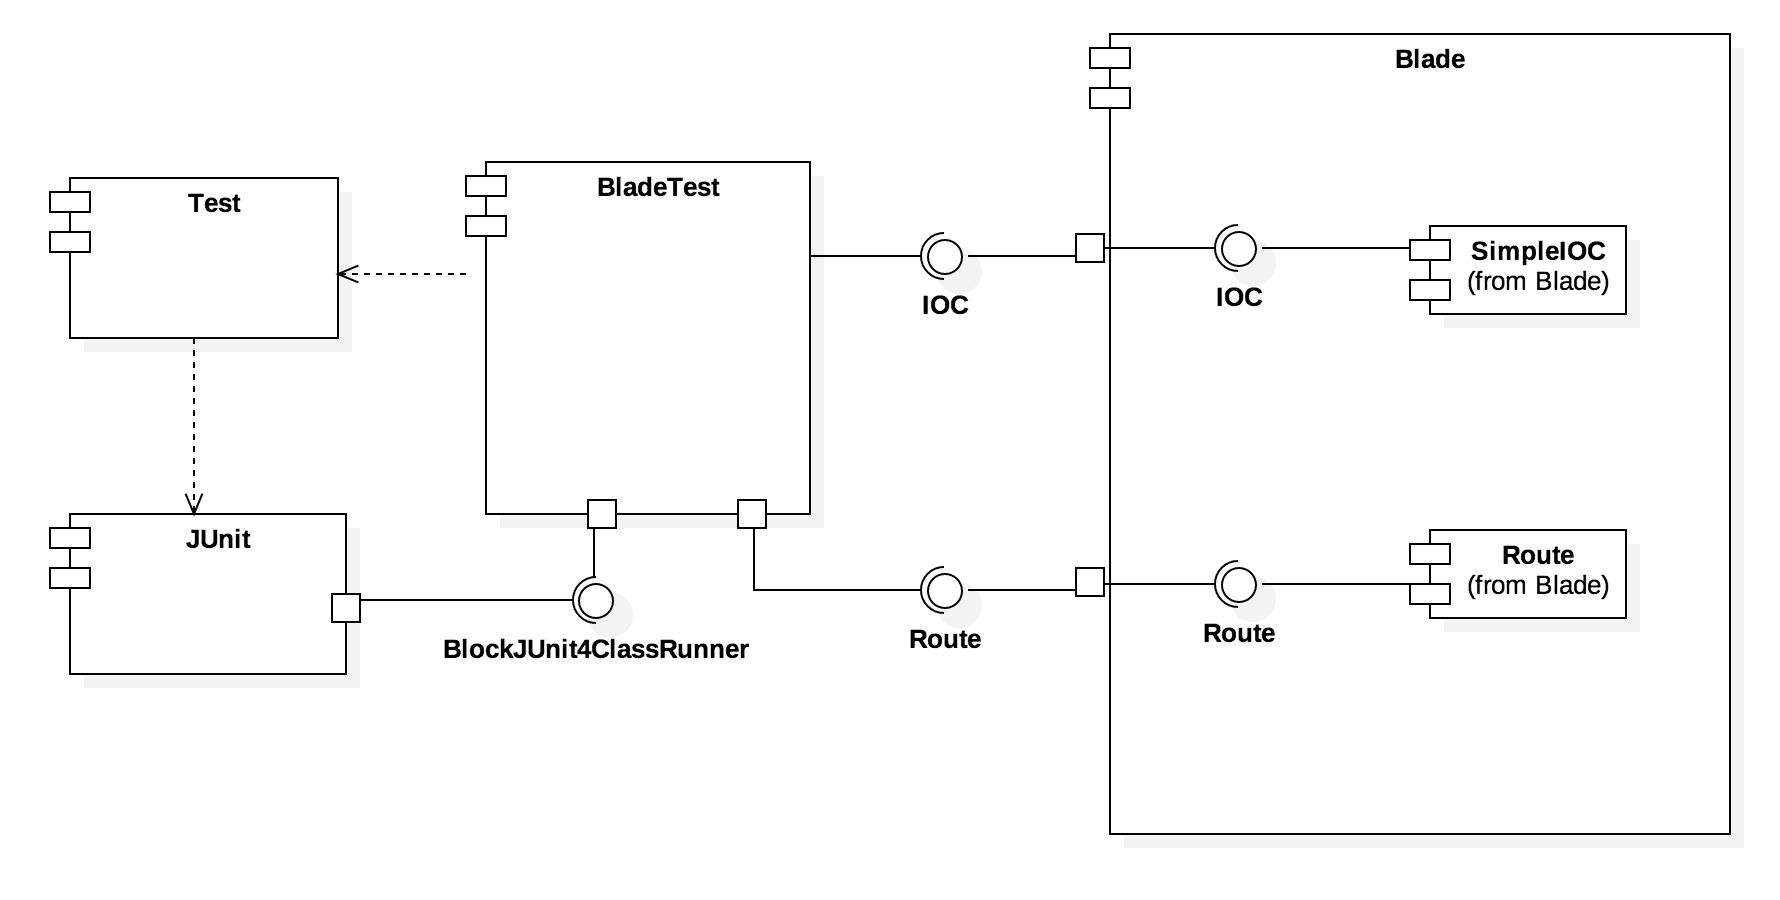 Blade
Test
BladeTest
IOC
IOC
SimpleIOC
(from Blade)
JUnit
BlockJUnit4ClassRunner
Route
Route
Route
(from Blade)